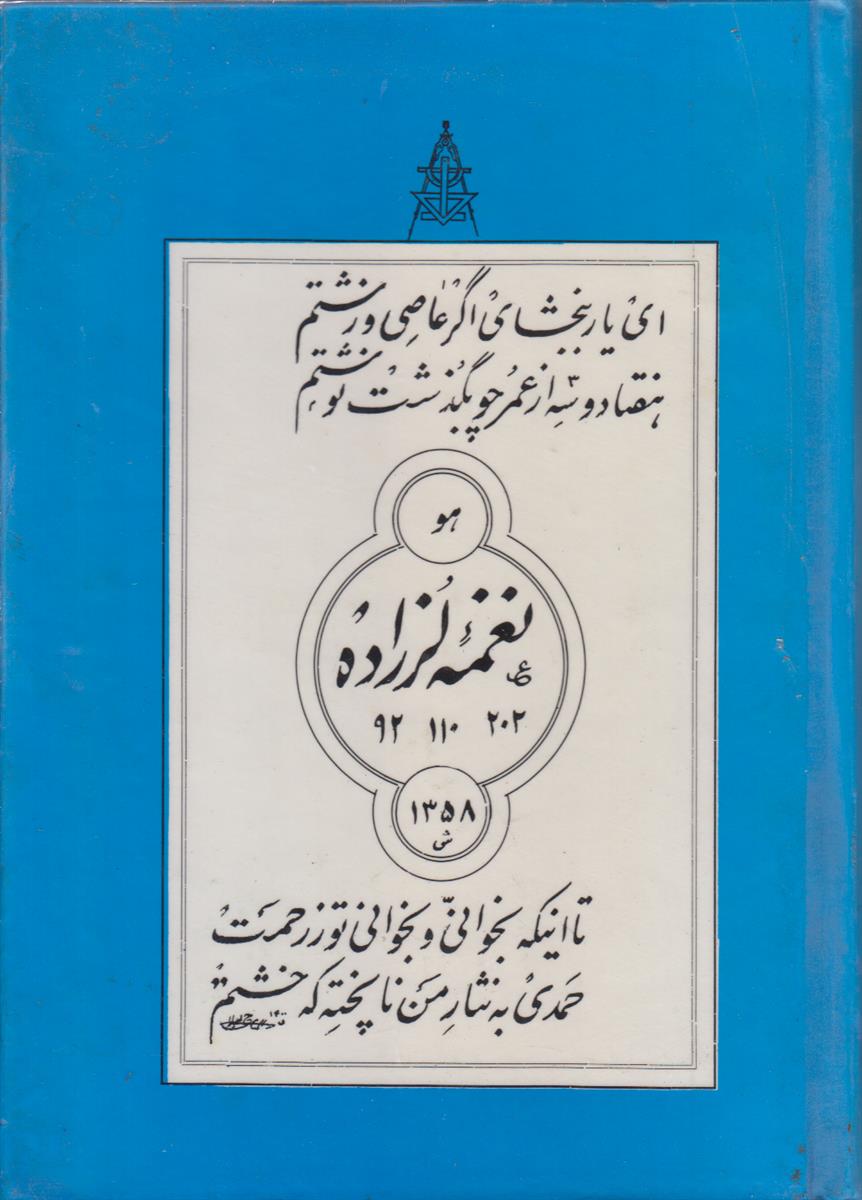 ای یار ببخشای اگر عاصی و زشتم
هفتاد و سه از عمر چو بگذشت نوشتم
هو
نغمهٔ لرزاده
ع
۲۰۲ ۱۱۰ ۹۲
۱۳۵۸
ش
تا اینکه بخوانیّ و بخوانی تو ز رحمت
حمدی به نثار من ناپخته که خشتم